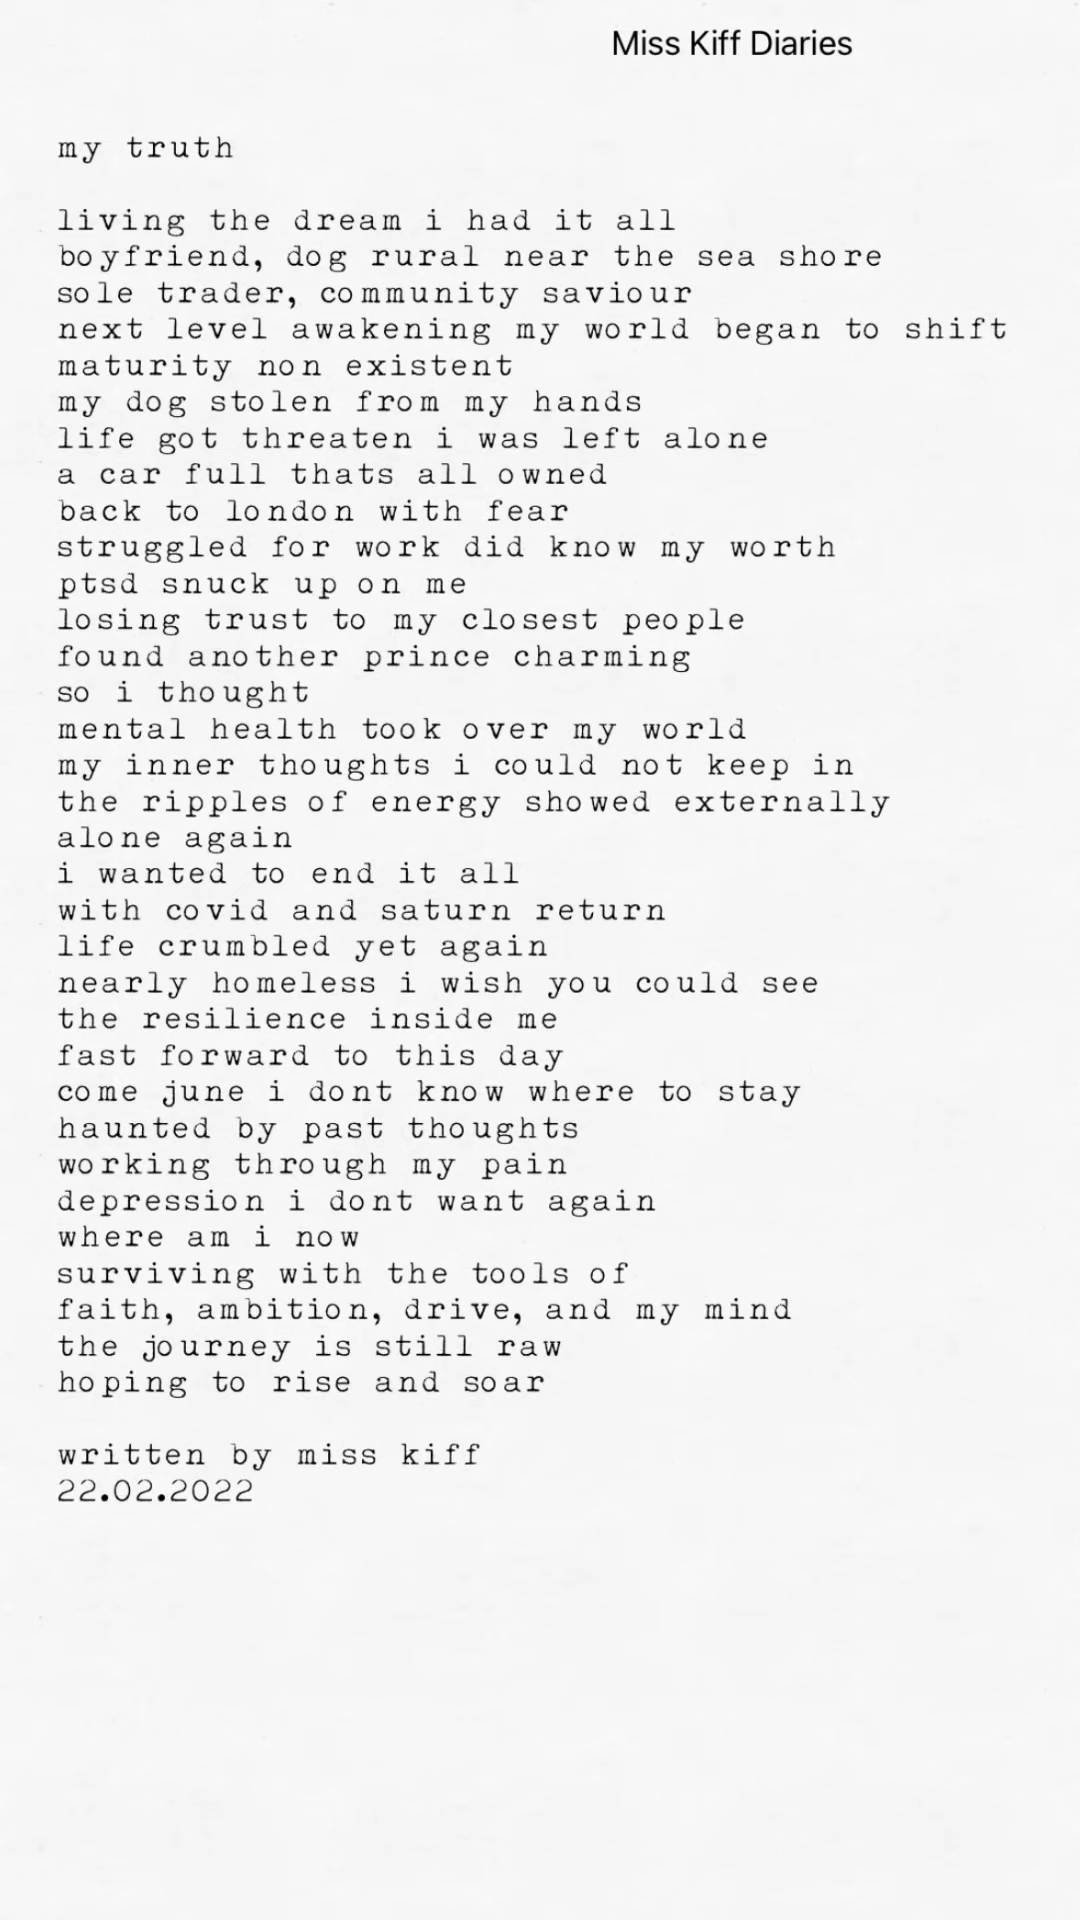 Miss Kiff Diaries
my truth
living the dream i had it all
boyfriend, dog rural near the sea shore
sole trader, community saviour
next level awakening my world began to shift
maturity non existent
my dog stolen from my hands
life got threaten i was left alone
a car full thats all owned
back to london with fear
struggled for work did know my worth
ptsd snuck up on me
losing trust to my closest people
found another prince charming
so i thought
mental health took over my world
my inner thoughts i could not keep in
the ripples of energy showed externally
alone again
i wanted to end it all
with covid and saturn return
life crumbled yet again
nearly homeless i wish you could see
the resilience inside me
fast forward to this day
come june i dont know where to stay
haunted by past thoughts
working through my pain
depression i dont want again
where am i now
surviving with the tools of
faith, ambition, drive, and my mind
the journey is still raw
hoping to rise and soar
written by miss kiff
22.02.2022